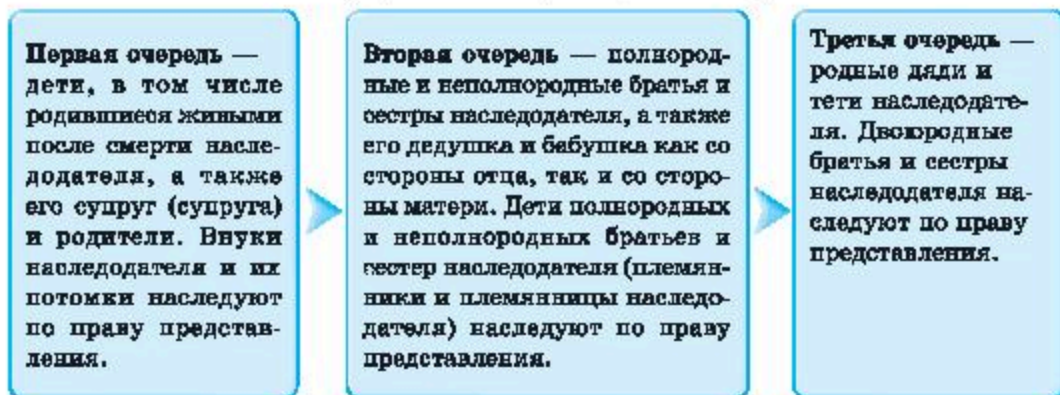 Первая очередь —
дети, в том числе
родившиеся живыми
после смерти насле-
додателя, а также
его супруг (супруга)
и родители. Внуки
наследодателя и их
потомки наследуют
по праву представ-
ления.
Вторая очередь — полнород-
ные и неполнородные братья и
сестры наследодателя, а также
его дедушка и бабушка как со
стороны отца, так и со сторо-
ны матери. Дети полнородных
и неполнородных братьев и
сестер наследодателя (племян-
ники и племянницы наследо-
дателя) наследуют по праву
представления.
Третья очередь —
родные дяди и
тети наследодате-
ля. Двоюродные
братья и сестры
наследодателя на-
следуют по праву
представления.